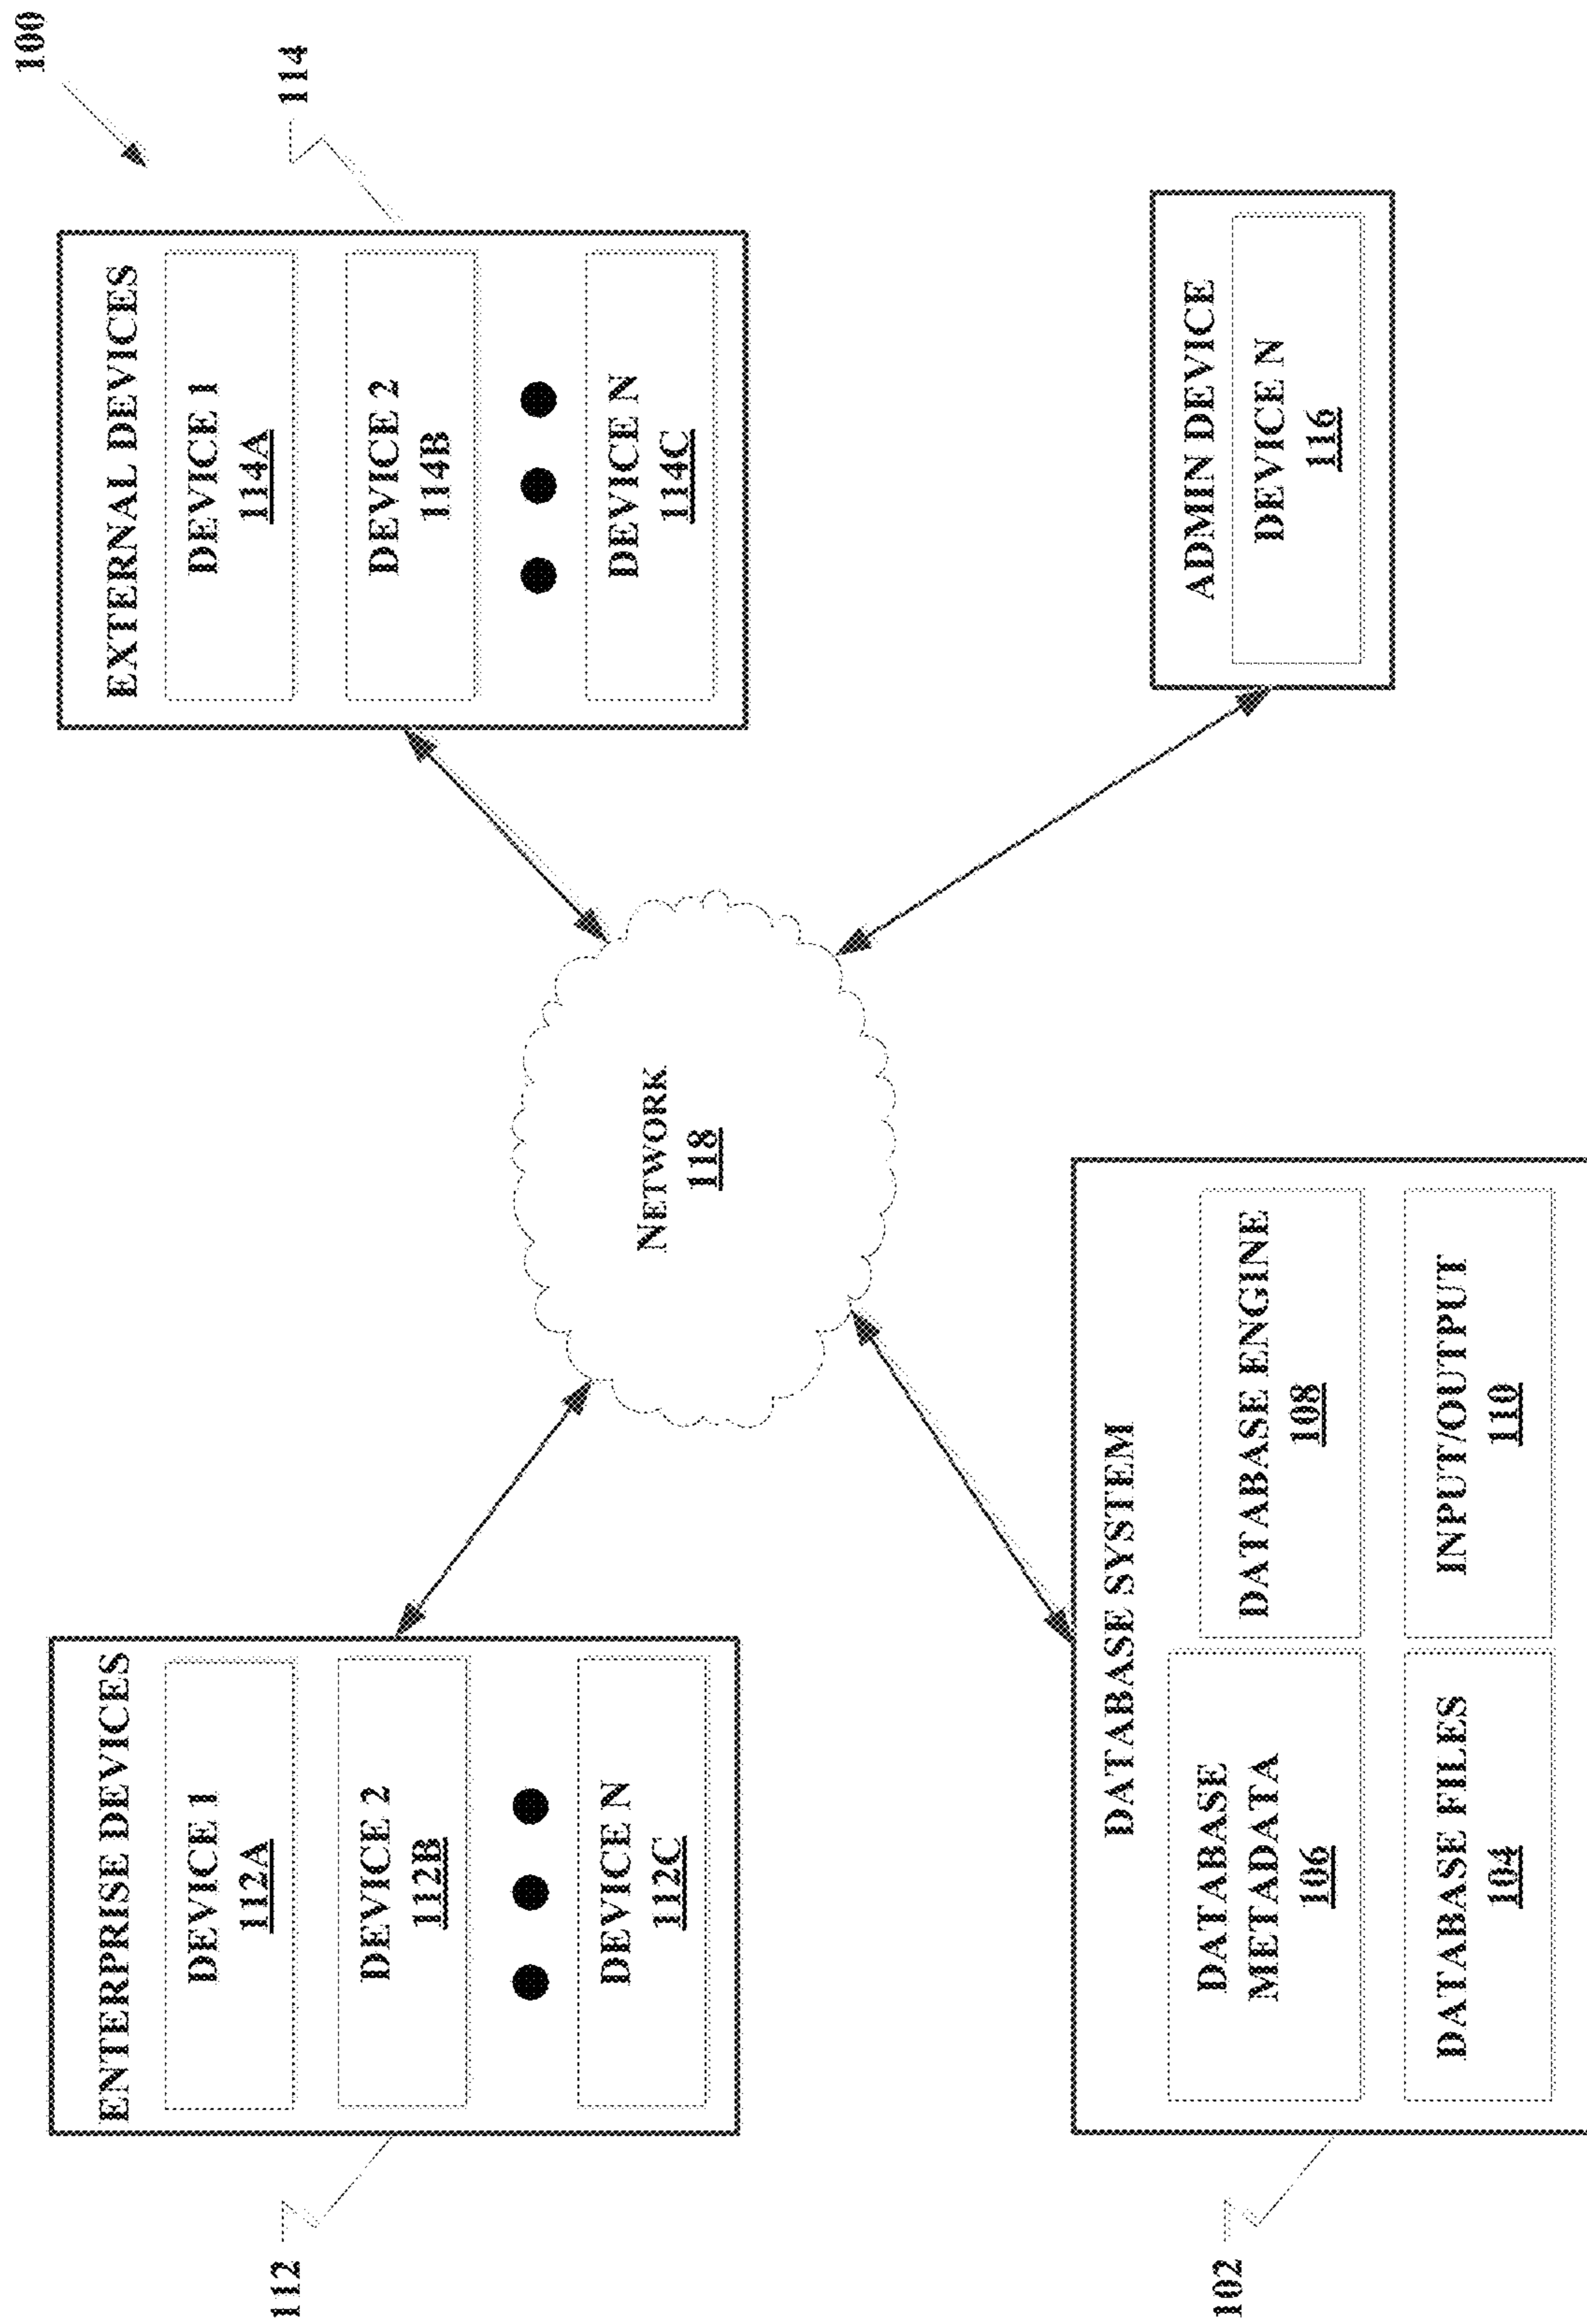 100
112
ENTERPRISE DEVICES
DEVICE 1
112A
DEVICE 2
112B
DEVICE N
112C
114
EXTERNAL DEVICES
DEVICE 1
114A
DEVICE 2
114B
DEVICE N
114C
NETWORK
118
102
DATABASE SYSTEM
DATABASE
METADATA
106
DATABASE ENGINE
108
DATABASE FILES
104
INPUT/OUTPUT
110
ADMIN DEVICE
DEVICE N
116